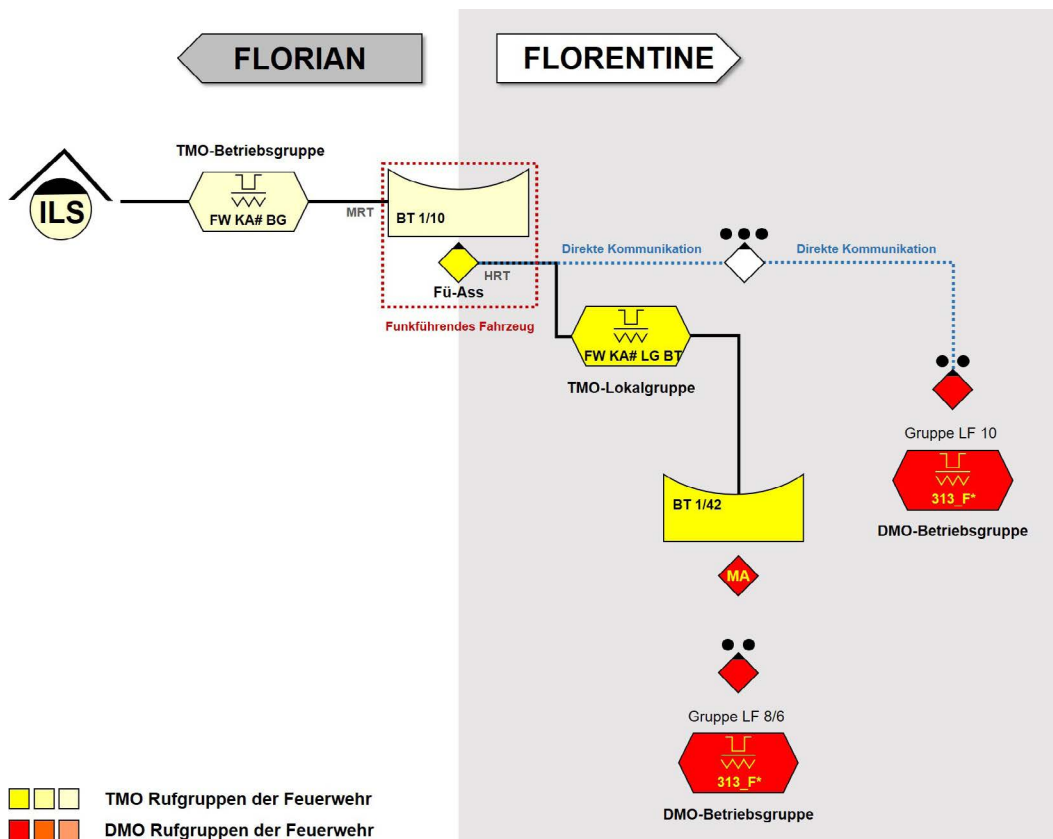 FLORIAN
FLORENTINE
TMO-Betriebsgruppe
ILS
FW KA# BG
MRT
BT 1/10
Direkte Kommunikation
Direkte Kommunikation
HRT
Fü-Ass
Funkführendes Fahrzeug
FW KA# LG BT
TMO-Lokalgruppe
Gruppe LF 10
313_F*
DMO-Betriebsgruppe
BT 1/42
MA
Gruppe LF 8/6
313_F*
DMO-Betriebsgruppe
TMO Rufgruppen der Feuerwehr
DMO Rufgruppen der Feuerwehr